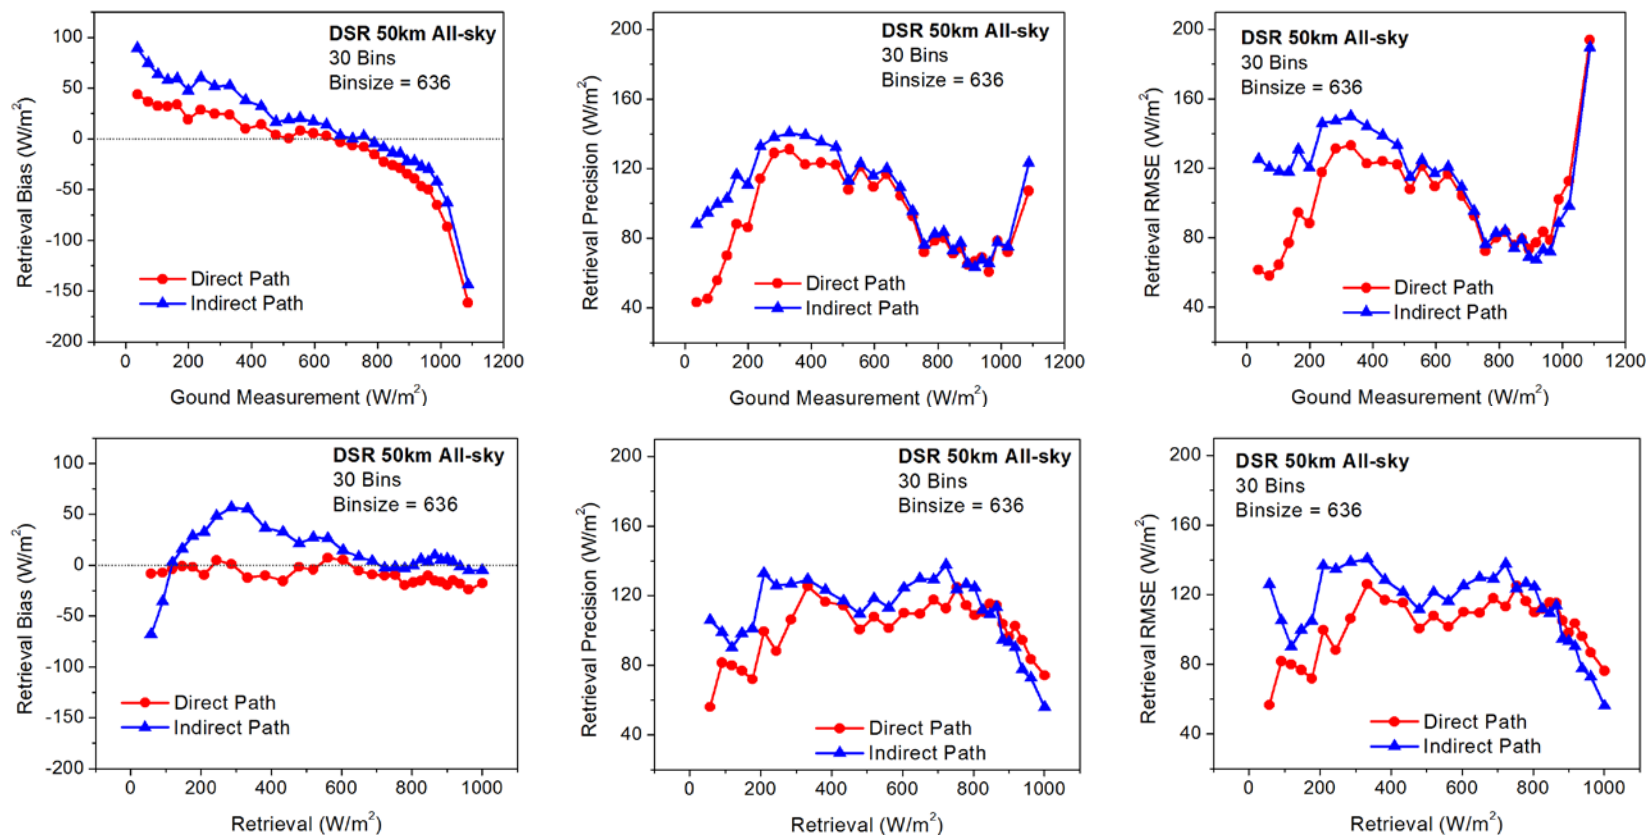 DSR 50km All-sky
30 Bins
Binsize = 636
100
50
0
-50
-100
-150
-200
Retrieval Bias (W/m²)
Direct Path
Indirect Path
0 200 400 600 800 1000 1200
Gound Measurement (W/m²)
DSR 50km All-sky
30 Bins
Binsize = 636
200
160
120
80
40
Retrieval Precision (W/m²)
Direct Path
Indirect Path
0 200 400 600 800 1000 1200
Gound Measurement (W/m²)
DSR 50km All-sky
30 Bins
Binsize = 636
200
160
120
80
40
Retrieval RMSE (W/m²)
Direct Path
Indirect Path
0 200 400 600 800 1000 1200
Gound Measurement (W/m²)
DSR 50km All-sky
30 Bins
Binsize = 636
100
50
0
-50
-100
-150
-200
Retrieval Bias (W/m²)
Direct Path
Indirect Path
0 200 400 600 800 1000
Retrieval (W/m²)
DSR 50km All-sky
30 Bins
Binsize = 636
200
160
120
80
40
Retrieval Precision (W/m²)
Direct Path
Indirect Path
0 200 400 600 800 1000
Retrieval (W/m²)
DSR 50km All-sky
30 Bins
Binsize = 636
200
160
120
80
40
Retrieval RMSE (W/m²)
Direct Path
Indirect Path
0 200 400 600 800 1000
Retrieval (W/m²)